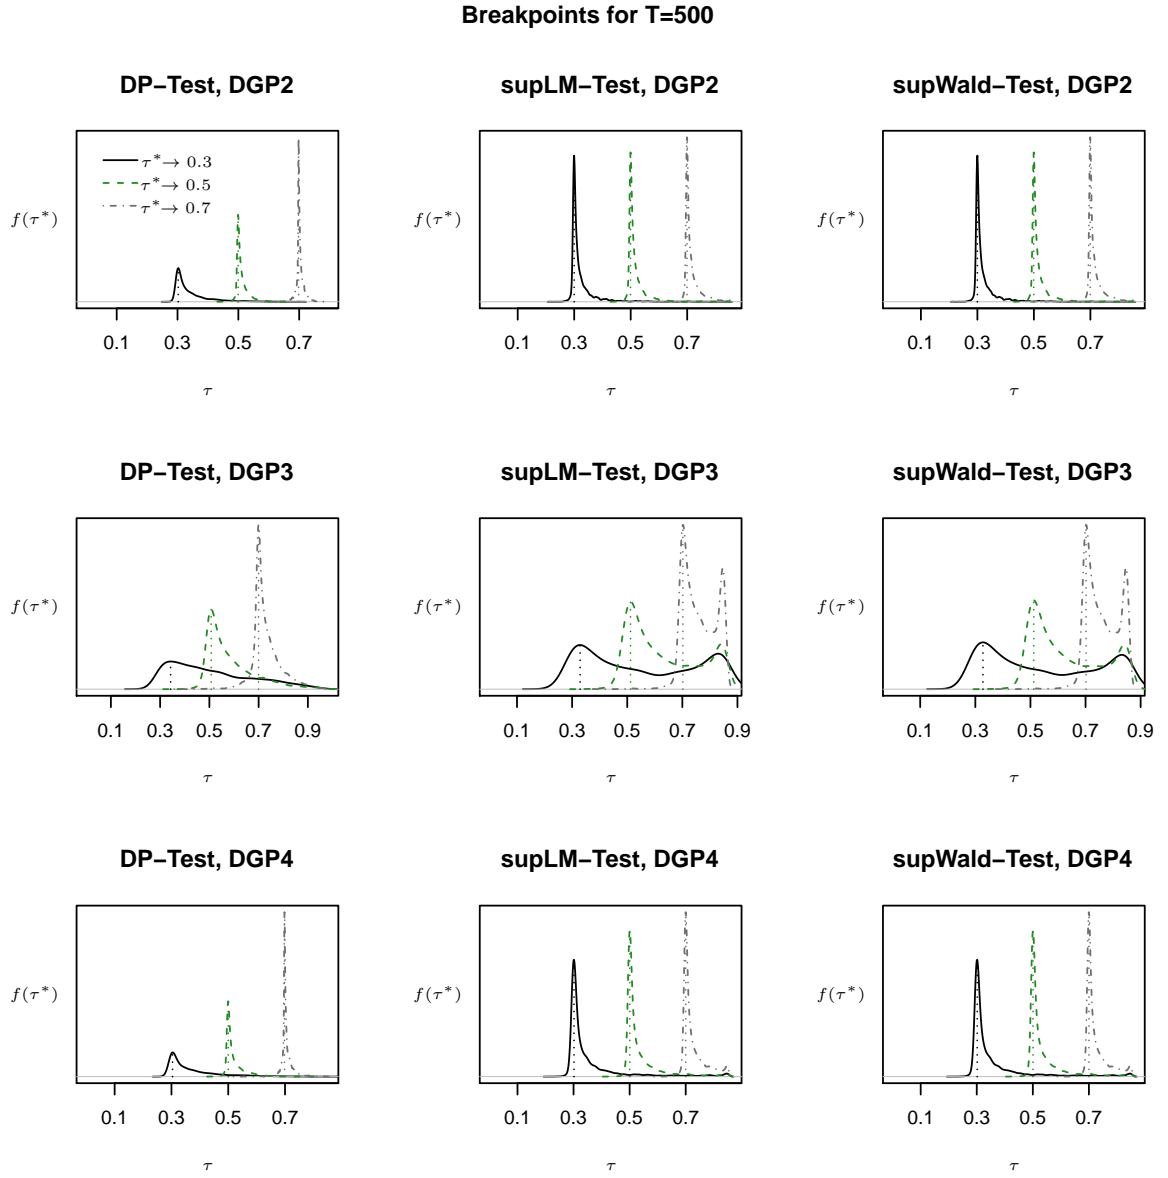 Breakpoints for T=500
DP−Test, DGP2
supLM−Test, DGP2
supWald−Test, DGP2
τ*→ 0.3
τ*→ 0.5
τ*→ 0.7
f(τ*)
f(τ*)
f(τ*)
0.1 0.3 0.5 0.7
0.1 0.3 0.5 0.7
0.1 0.3 0.5 0.7
τ
τ
τ
DP−Test, DGP3
supLM−Test, DGP3
supWald−Test, DGP3
f(τ*)
f(τ*)
f(τ*)
0.1 0.3 0.5 0.7 0.9
0.1 0.3 0.5 0.7 0.9
0.1 0.3 0.5 0.7 0.9
τ
τ
τ
DP−Test, DGP4
supLM−Test, DGP4
supWald−Test, DGP4
f(τ*)
f(τ*)
f(τ*)
0.1 0.3 0.5 0.7
0.1 0.3 0.5 0.7
0.1 0.3 0.5 0.7
τ
τ
τ